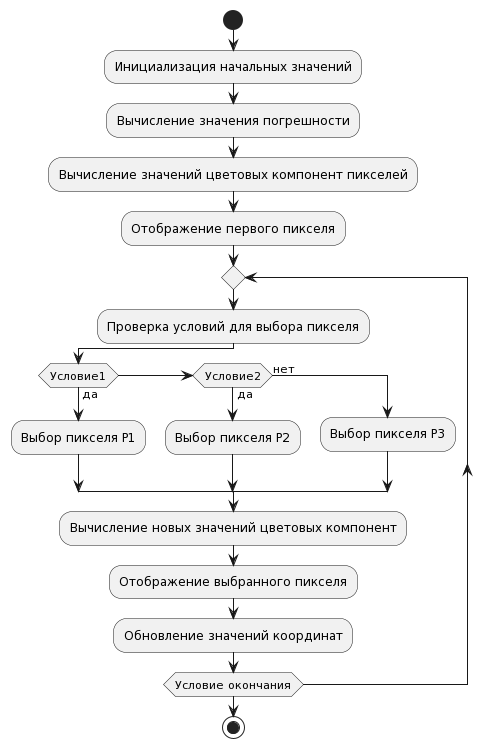 Инициализация начальных значений
Вычисление значения погрешности
Вычисление значений цветовых компонент пикселей
Отображение первого пикселя
Проверка условий для выбора пикселя
Условие1
Условие2
нет
да
да
Выбор пикселя P1
Выбор пикселя P2
Выбор пикселя P3
Вычисление новых значений цветовых компонент
Отображение выбранного пикселя
Обновление значений координат
Условие окончания